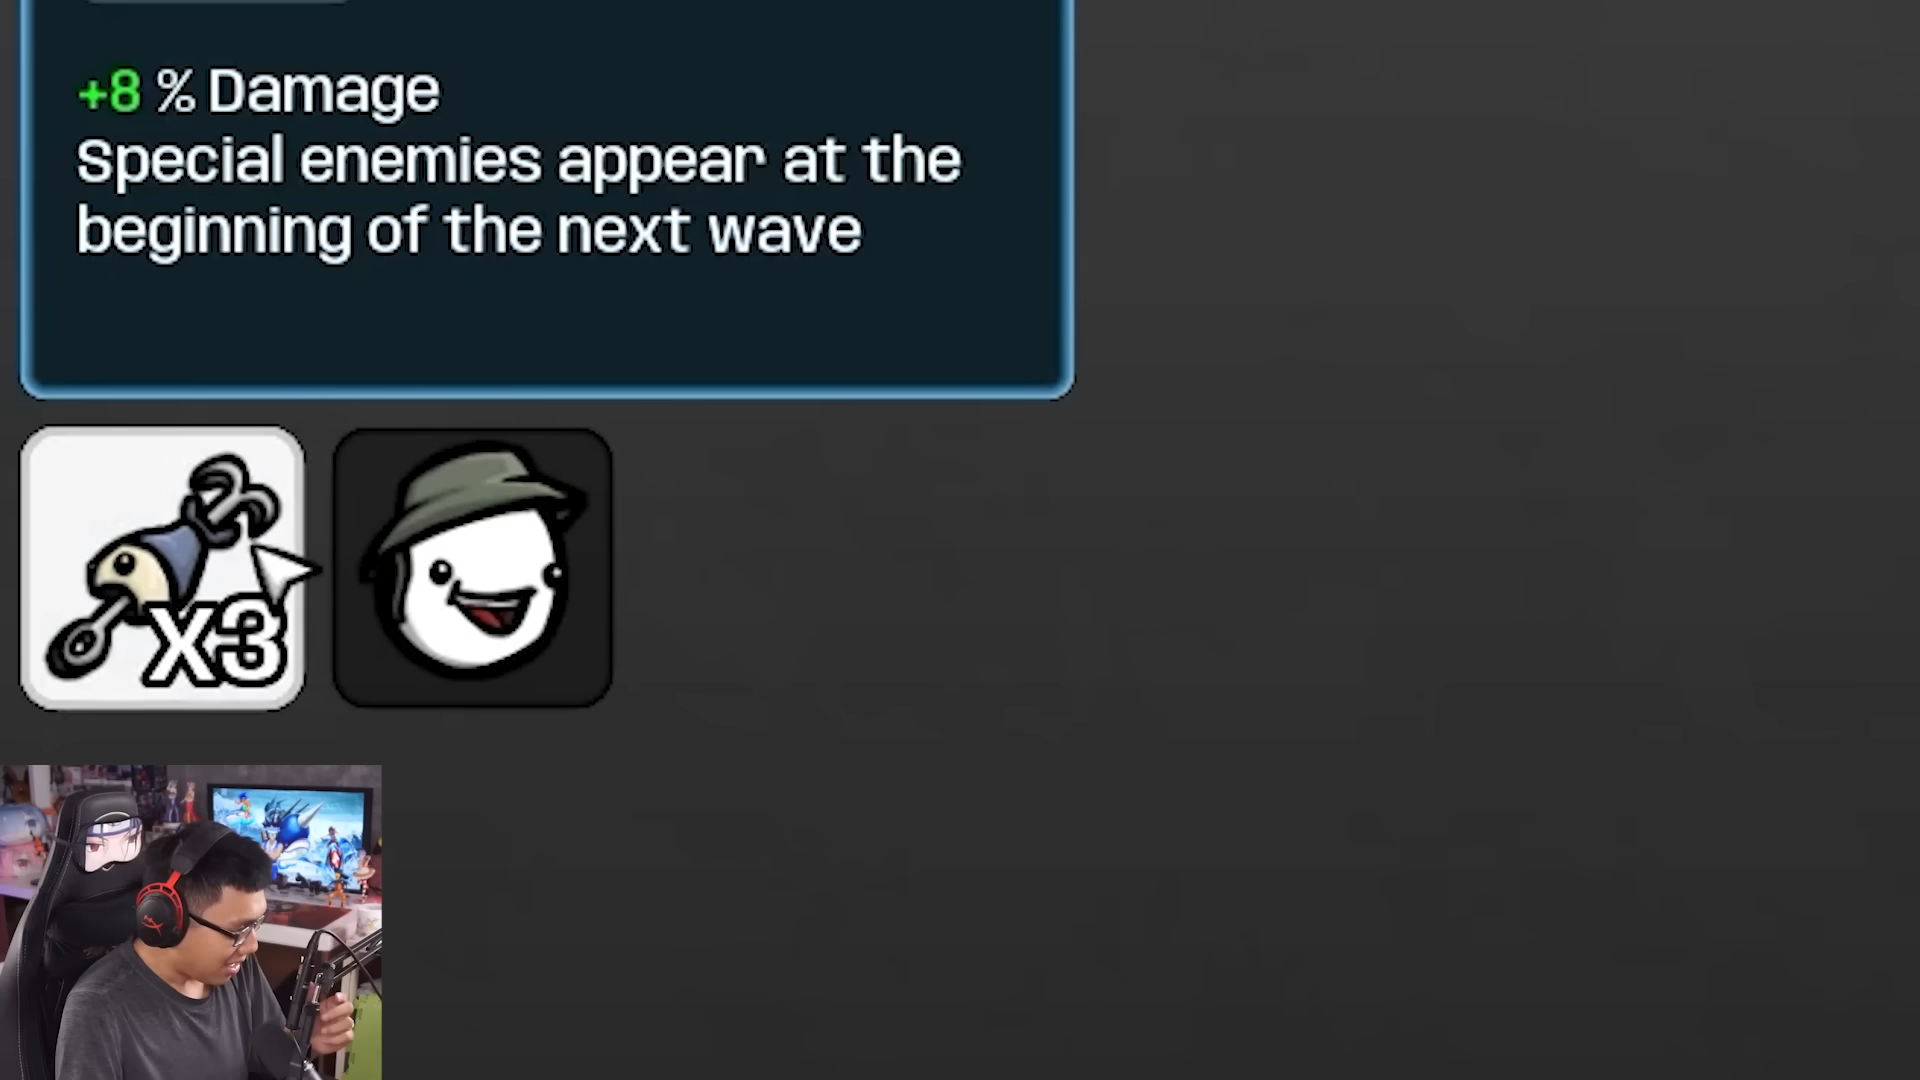 +8 % Damage
Special enemies appear at the
beginning of the next wave
x3